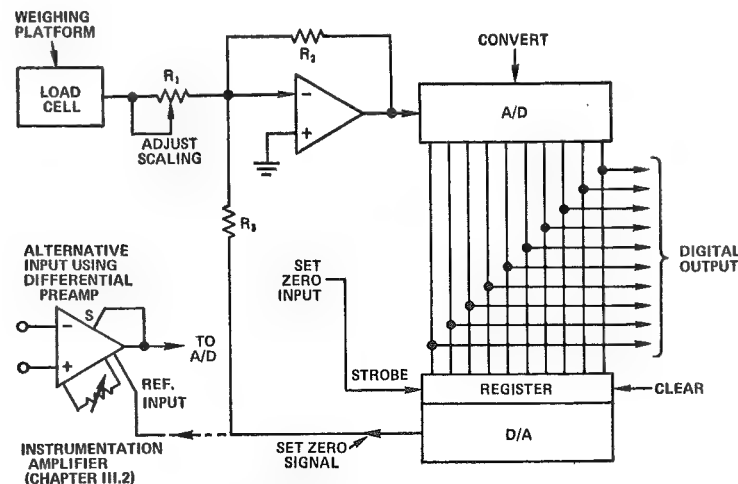 WEIGHING
PLATFORM
LOAD
CELL
R₁
ADJUST
SCALING
R₂
−
+
CONVERT
A/D
R₃
DIGITAL
OUTPUT
ALTERNATIVE
INPUT USING
DIFFERENTIAL
PREAMP
S
−
+
TO
A/D
REF.
INPUT
INSTRUMENTATION
AMPLIFIER
(CHAPTER III.2)
SET
ZERO
INPUT
STROBE
REGISTER
CLEAR
D/A
SET ZERO
SIGNAL